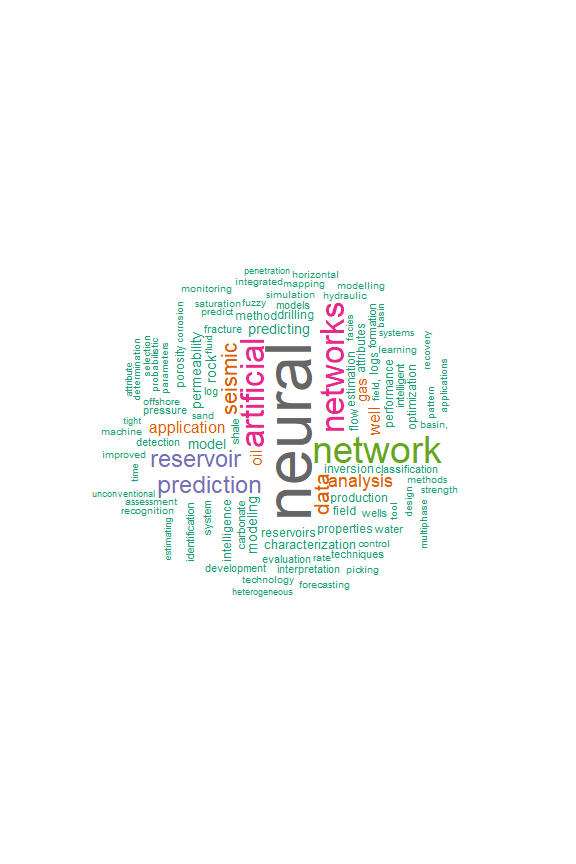 penetration
horizontal
integrated
mapping
monitoring
modelling
simulation
hydraulic
saturation
fuzzy
models
predict
method
drilling
fracture
predicting
corrosion
porosity
permeability
rock
fluid
log
seismic
artificial
neural
networks
facies
basin
formation
attributes
logs
estimation
flow
gas
field,
well
performance
intelligent
systems
learning
optimization
recovery
pattern
applications
basin,
attribute
determination
selection
probabilistic
parameters
offshore
pressure
sand
tight
machine
application
shale
detection
model
improved
reservoir
oil
time
prediction
network
inversion
classification
data
analysis
methods
strength
production
unconventional
assessment
recognition
field
wells
tool
design
multiphase
estimating
identification
system
intelligence
carbonate
modeling
reservoirs
properties
water
characterization
control
evaluation
rate
techniques
development
interpretation
picking
technology
forecasting
heterogeneous